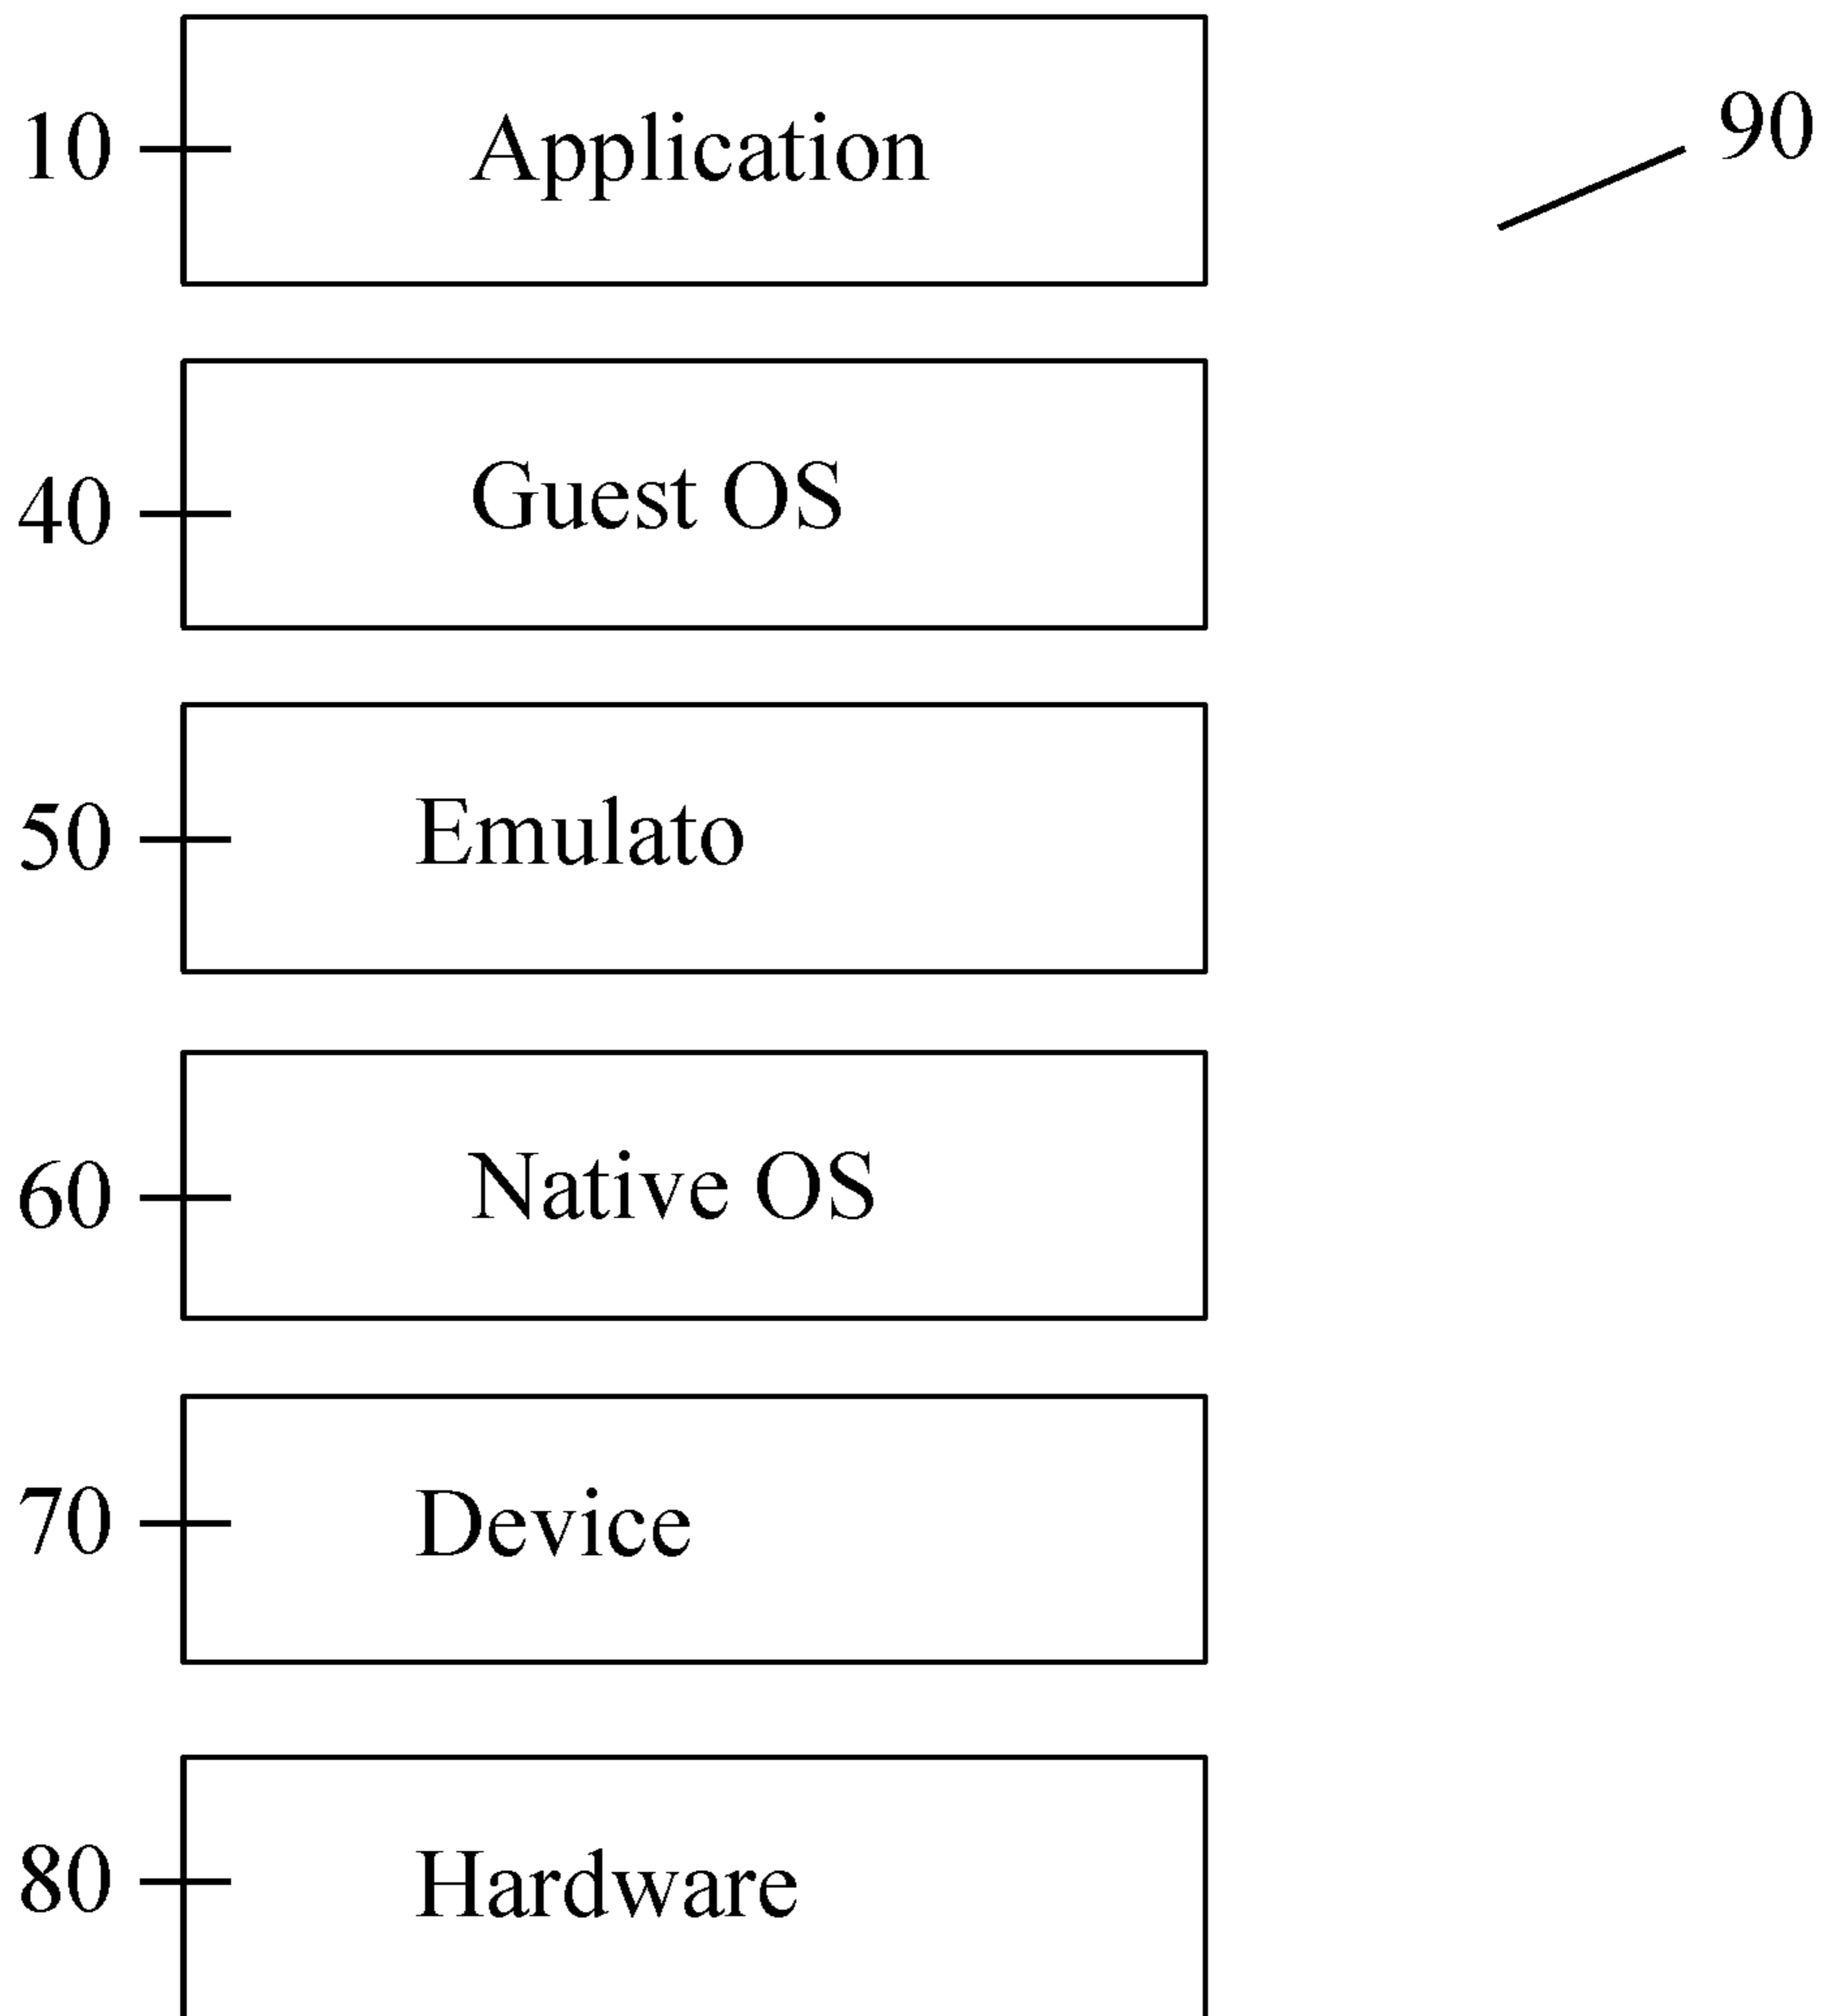 10 Application
90
40 Guest OS
50 Emulato
60 Native OS
70 Device
80 Hardware